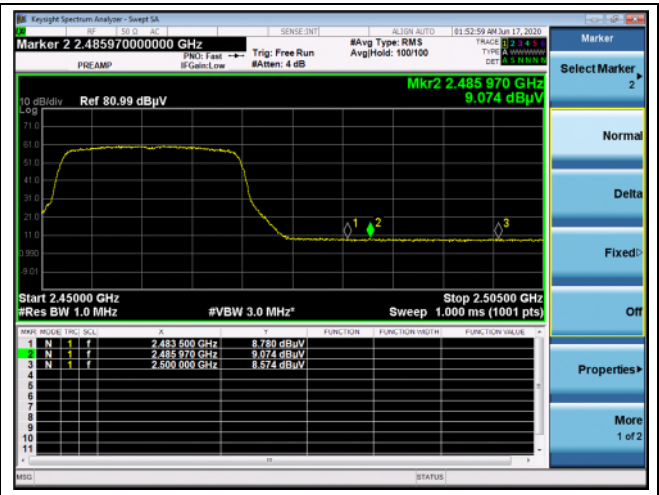 Keysight Spectrum Analyzer - Swept SA
RF 50 Ω AC SENSE:INT ALIGN AUTO 01:52:59 AM Jun 17, 2020
Marker 2 2.485970000000 GHz
PREAMP
PNO: Fast
IFGain:Low
Trig: Free Run
#Atten: 4 dB
#Avg Type: RMS
Avg|Hold: 100/100
TRACE 1 2 3 4 5 6
TYPE A WWWWW
DET A S N N N N
Mkr2 2.485 970 GHz
9.074 dBµV
10 dB/div Ref 80.99 dBµV
Log
71.0
61.0
51.0
41.0
31.0
21.0
11.0
0.990
-9.01
1
2
3
Start 2.45000 GHz Stop 2.50500 GHz
#Res BW 1.0 MHz #VBW 3.0 MHz* Sweep 1.000 ms (1001 pts)
MKR MODE TRC SCL X Y FUNCTION FUNCTION WIDTH FUNCTION VALUE
1 N 1 f 2.483 500 GHz 8.780 dBuV
2 N 1 f 2.485 970 GHz 9.074 dBuV
3 N 1 f 2.500 000 GHz 8.574 dBuV
4
5
6
7
8
9
10
11
MSG STATUS
Marker
Select Marker
2
Normal
Delta
Fixed
Off
Properties
More
1 of 2